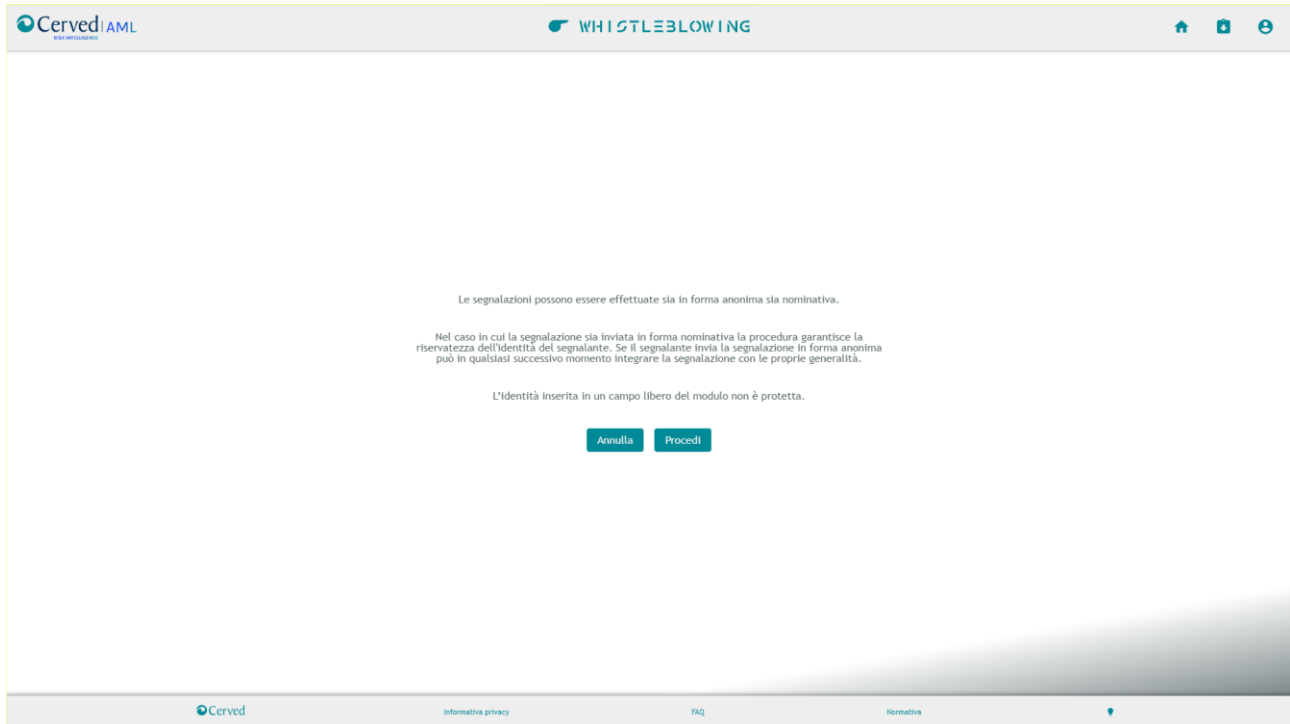 Cerved AML
RISK INTELLIGENCE
WHISTLEBLOWING
Le segnalazioni possono essere effettuate sia in forma anonima sia nominativa.
Nel caso in cui la segnalazione sia inviata in forma nominativa la procedura garantisce la
riservatezza dell'identità del segnalante. Se il segnalante invia la segnalazione in forma anonima
può in qualsiasi successivo momento integrare la segnalazione con le proprie generalità.
L'identità inserita in un campo libero del modulo non è protetta.
Annulla Procedi
Cerved Informativa privacy FAQ Normativa